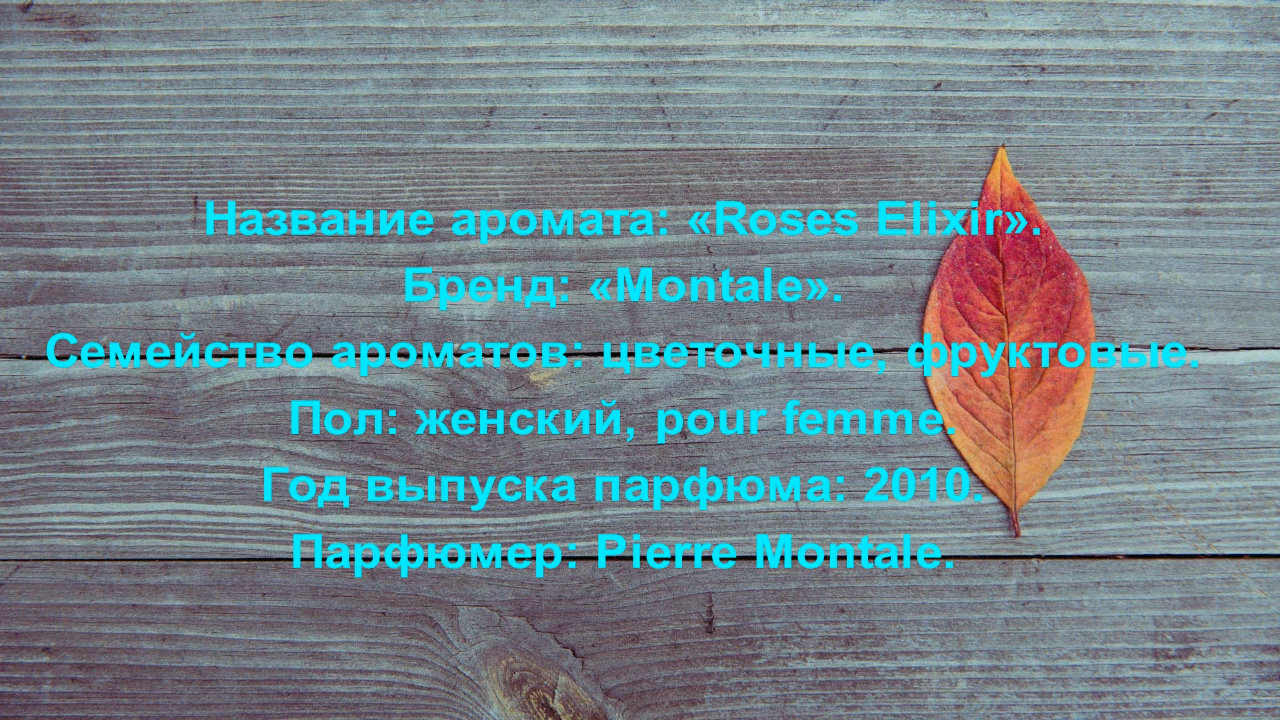 Название аромата: «Roses Elixir».
Бренд: «Montale».
Семейство ароматов: цветочные, фруктовые.
Пол: женский, pour femme.
Год выпуска парфюма: 2010.
Парфюмер: Pierre Montale.